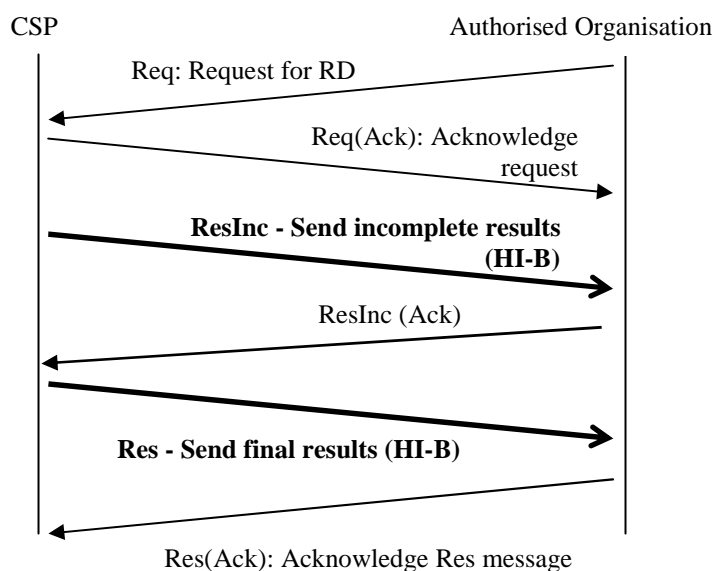 CSP
Authorised Organisation
Req: Request for RD
Req(Ack): Acknowledge
request
ResInc - Send incomplete results
(HI-B)
ResInc (Ack)
Res - Send final results (HI-B)
Res(Ack): Acknowledge Res message